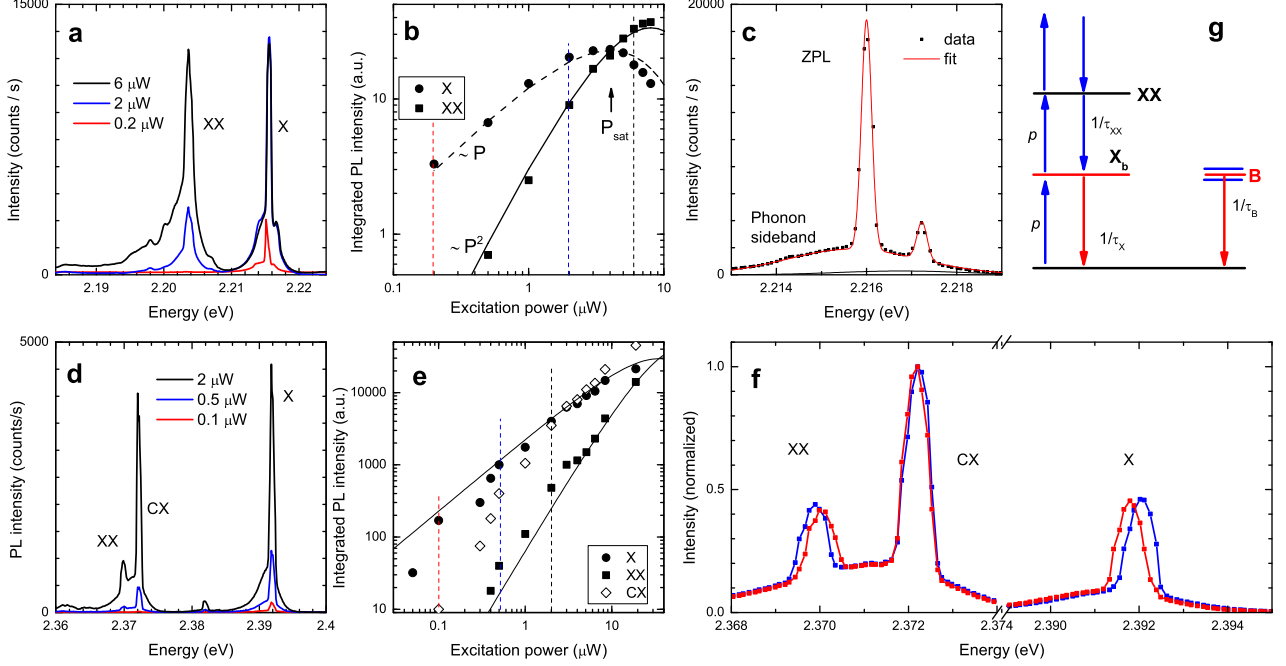 a
15000
0
Intensity (counts / s)
6 μW
2 μW
0.2 μW
XX
X
2.19
2.20
2.21
2.22
Energy (eV)
b
Integrated PL intensity (a.u.)
10
1
X
XX
~ P
~ P²
P_sat
0.1
1
10
Excitation power (μW)
c
20000
0
Intensity (counts/s)
ZPL
data
fit
Phonon
sideband
2.214
2.216
2.218
Energy (eV)
g
XX
p
1/τ_XX
X_b
B
1/τ_B
p
1/τ_X
d
5000
0
PL intensity (counts/s)
2 μW
0.5 μW
0.1 μW
X
CX
XX
2.36
2.37
2.38
2.39
2.4
Energy (eV)
e
Integrated PL intensity (a.u.)
10000
1000
100
10
X
XX
CX
0.1
1
10
Excitation power (μW)
f
Intensity (normalized)
1.0
0.5
0.0
XX
CX
X
2.368
2.370
2.372
2.374
2.390
2.392
2.394
Energy (eV)